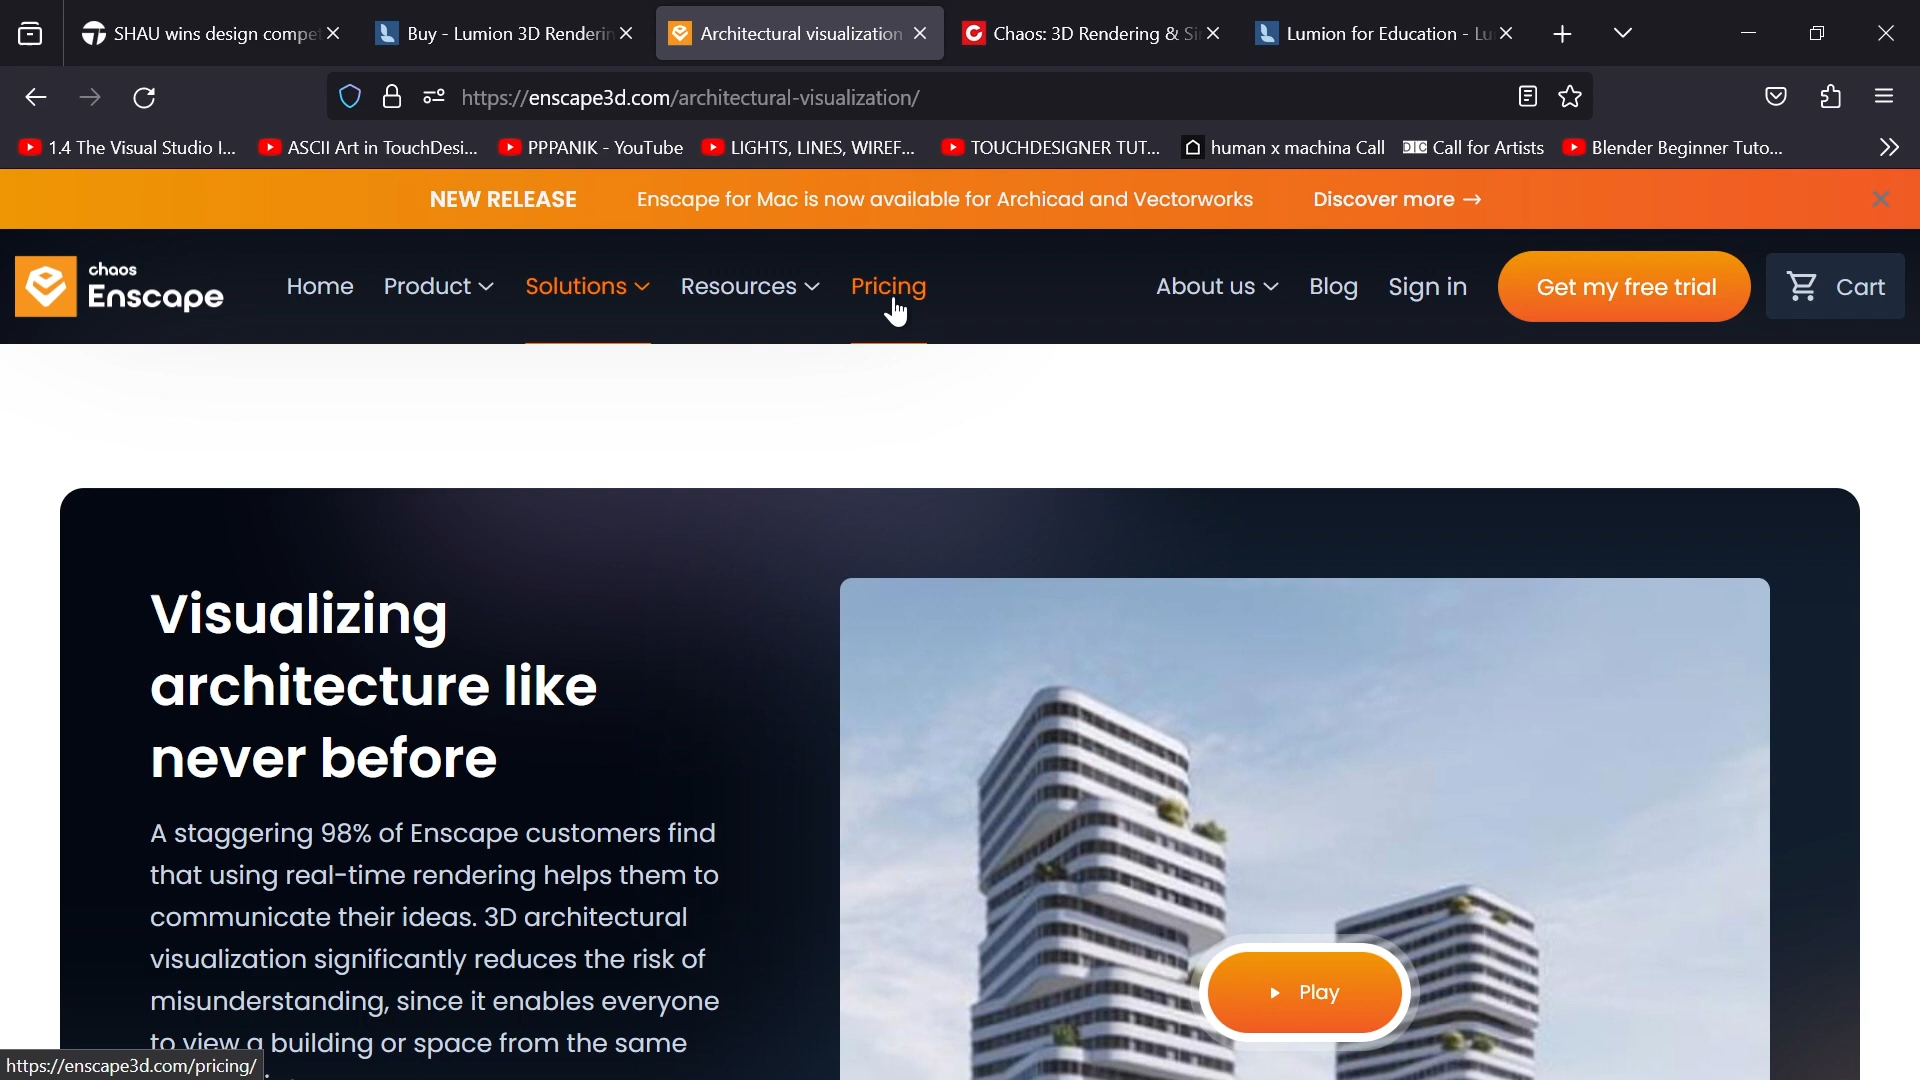 SHAU wins design compe
Buy - Lumion 3D Renderin
Architectural visualization
Chaos: 3D Rendering & Si
Lumion for Education - Lu
https://enscape3d.com/architectural-visualization/
1.4 The Visual Studio I...
ASCII Art in TouchDesi...
PPPANIK - YouTube
LIGHTS, LINES, WIREF...
TOUCHDESIGNER TUT...
human x machina Call
DIC Call for Artists
Blender Beginner Tuto...
NEW RELEASE Enscape for Mac is now available for Archicad and Vectorworks Discover more →
chaos
Enscape
Home Product Solutions Resources Pricing About us Blog Sign in Get my free trial Cart
Visualizing
architecture like
never before
A staggering 98% of Enscape customers find
that using real-time rendering helps them to
communicate their ideas. 3D architectural
visualization significantly reduces the risk of
misunderstanding, since it enables everyone
to view a building or space from the same
Play
https://enscape3d.com/pricing/